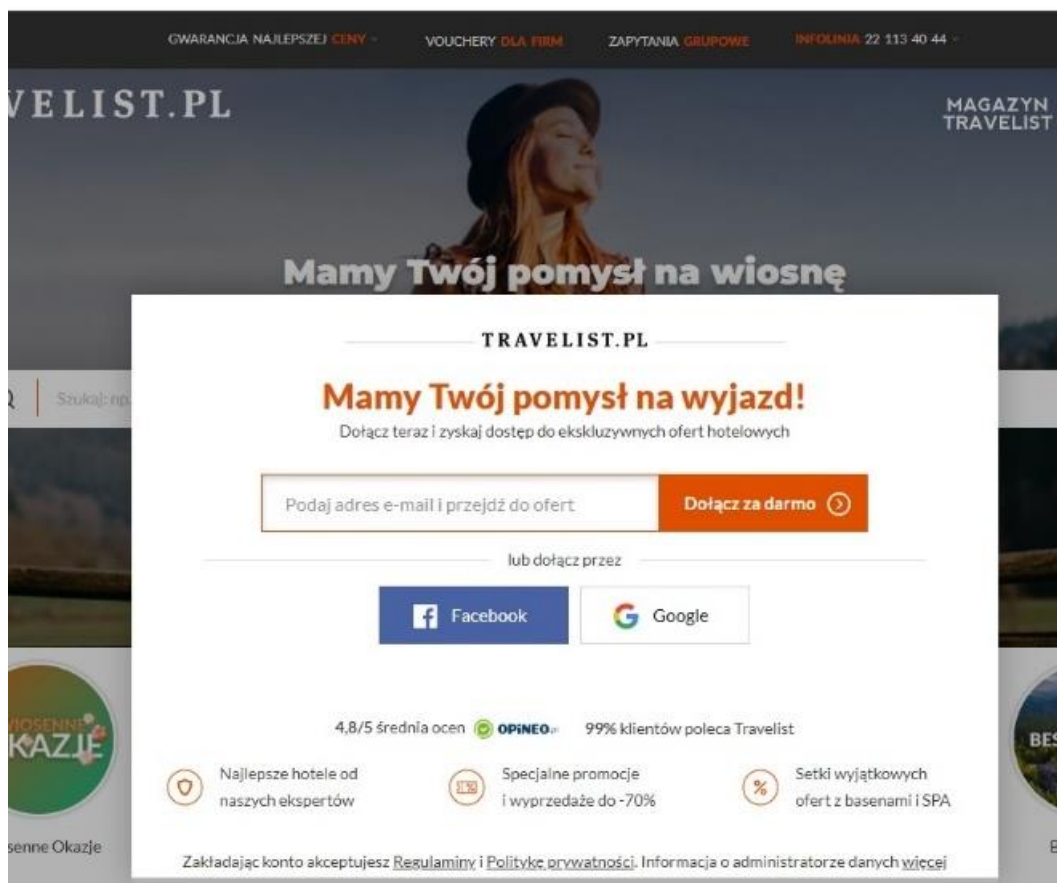 GWARANCJA NAJLEPSZEJ CENY
VOUCHERY DLA FIRM
ZAPYTANIA GRUPOWE
INFOLINIA 22 113 40 44
VELIST.PL
MAGAZYN
TRAVELIST
Mamy Twój pomysł na wiosnę
Szukaj: np.
TRAVELIST.PL
Mamy Twój pomysł na wyjazd!
Dołącz teraz i zyskaj dostęp do ekskluzywnych ofert hotelowych
Podaj adres e-mail i przejdź do ofert
Dołącz za darmo
lub dołącz przez
Facebook
Google
4,8/5 średnia ocen OPINEO.pl 99% klientów poleca Travelist
Najlepsze hotele od
naszych ekspertów
Specjalne promocje
i wyprzedaże do -70%
Setki wyjątkowych
ofert z basenami i SPA
Zakładając konto akceptujesz Regulaminy i Politykę prywatności. Informacja o administratorze danych więcej
WIOSENNE
KAZJE
senne Okazje
BES
B